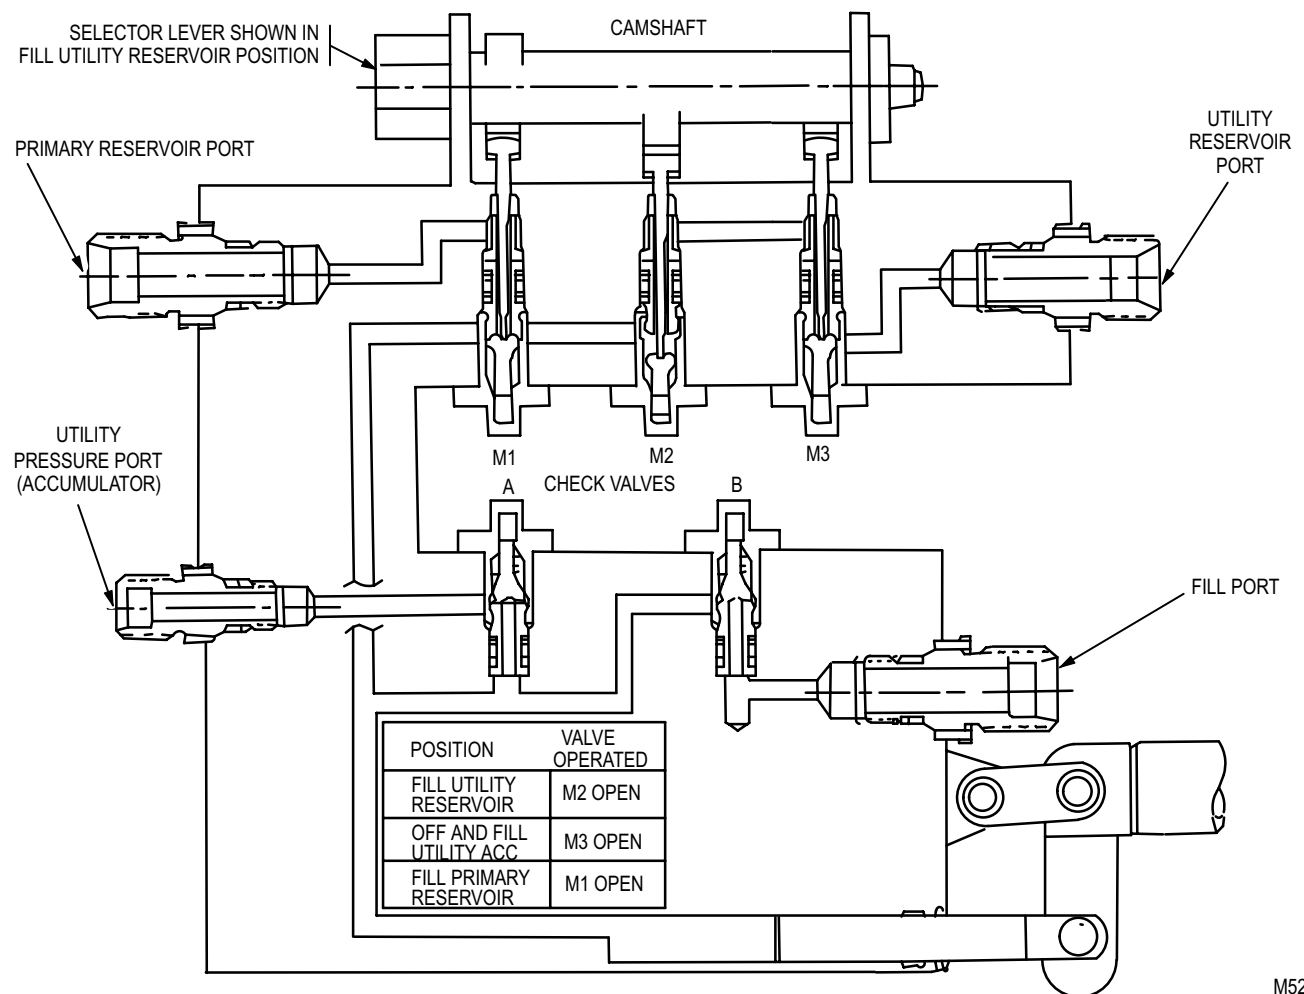 SELECTOR LEVER SHOWN IN
FILL UTILITY RESERVOIR POSITION
CAMSHAFT
PRIMARY RESERVOIR PORT
UTILITY
RESERVOIR
PORT
M1
M2
M3
UTILITY
PRESSURE PORT
(ACCUMULATOR)
A
CHECK VALVES
B
FILL PORT
POSITION
VALVE
OPERATED
FILL UTILITY
RESERVOIR
M2 OPEN
OFF AND FILL
UTILITY ACC
M3 OPEN
FILL PRIMARY
RESERVOIR
M1 OPEN
M52